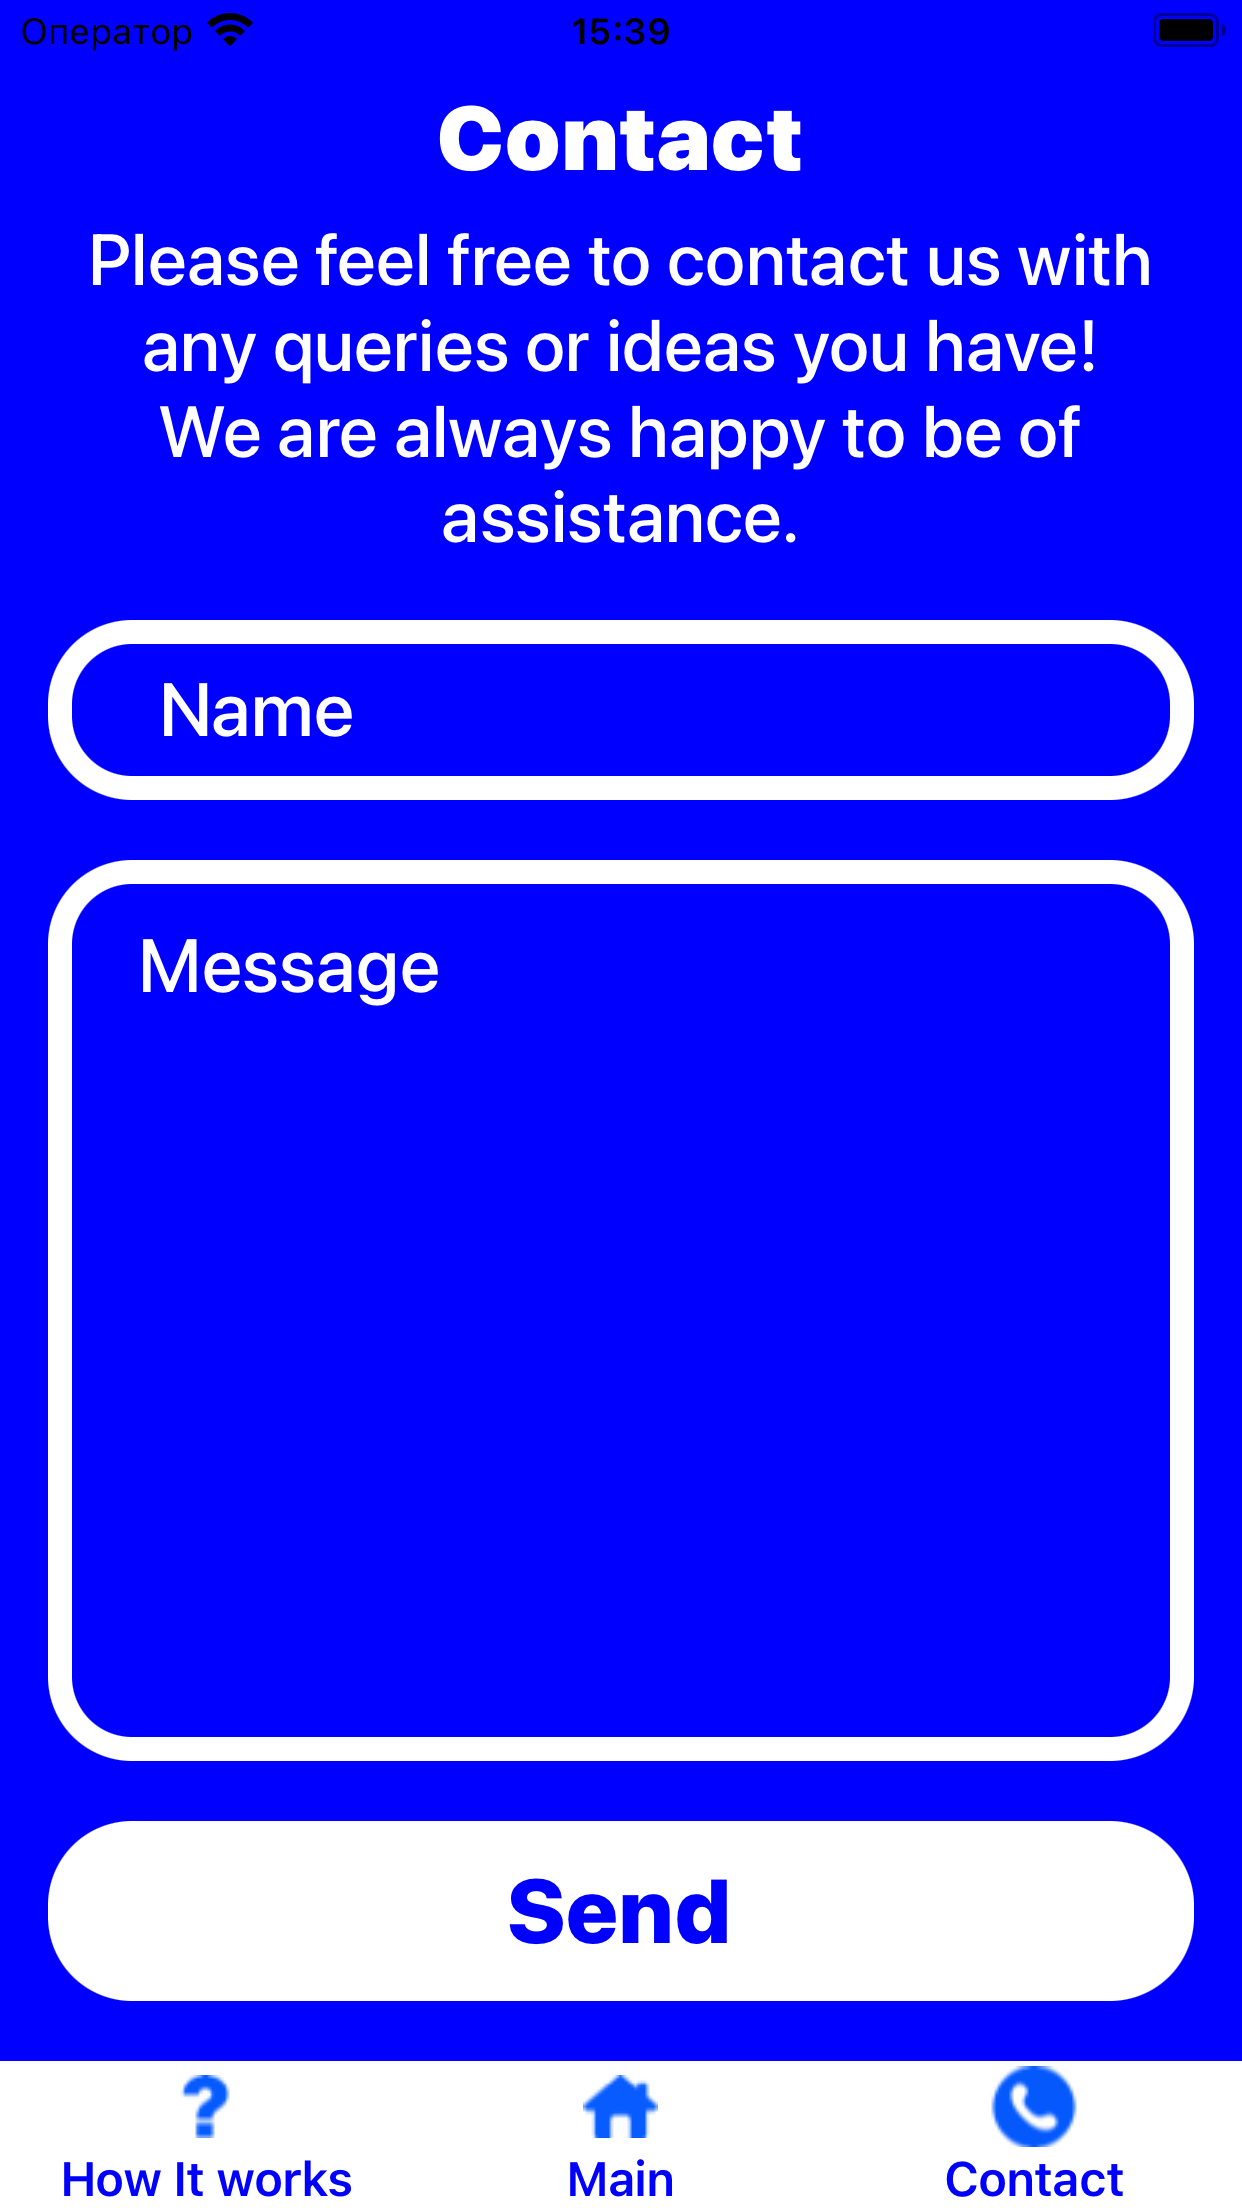 Оператор 15:39
Contact
Please feel free to contact us with
any queries or ideas you have!
We are always happy to be of
assistance.
Name
Message
Send
How It works Main Contact